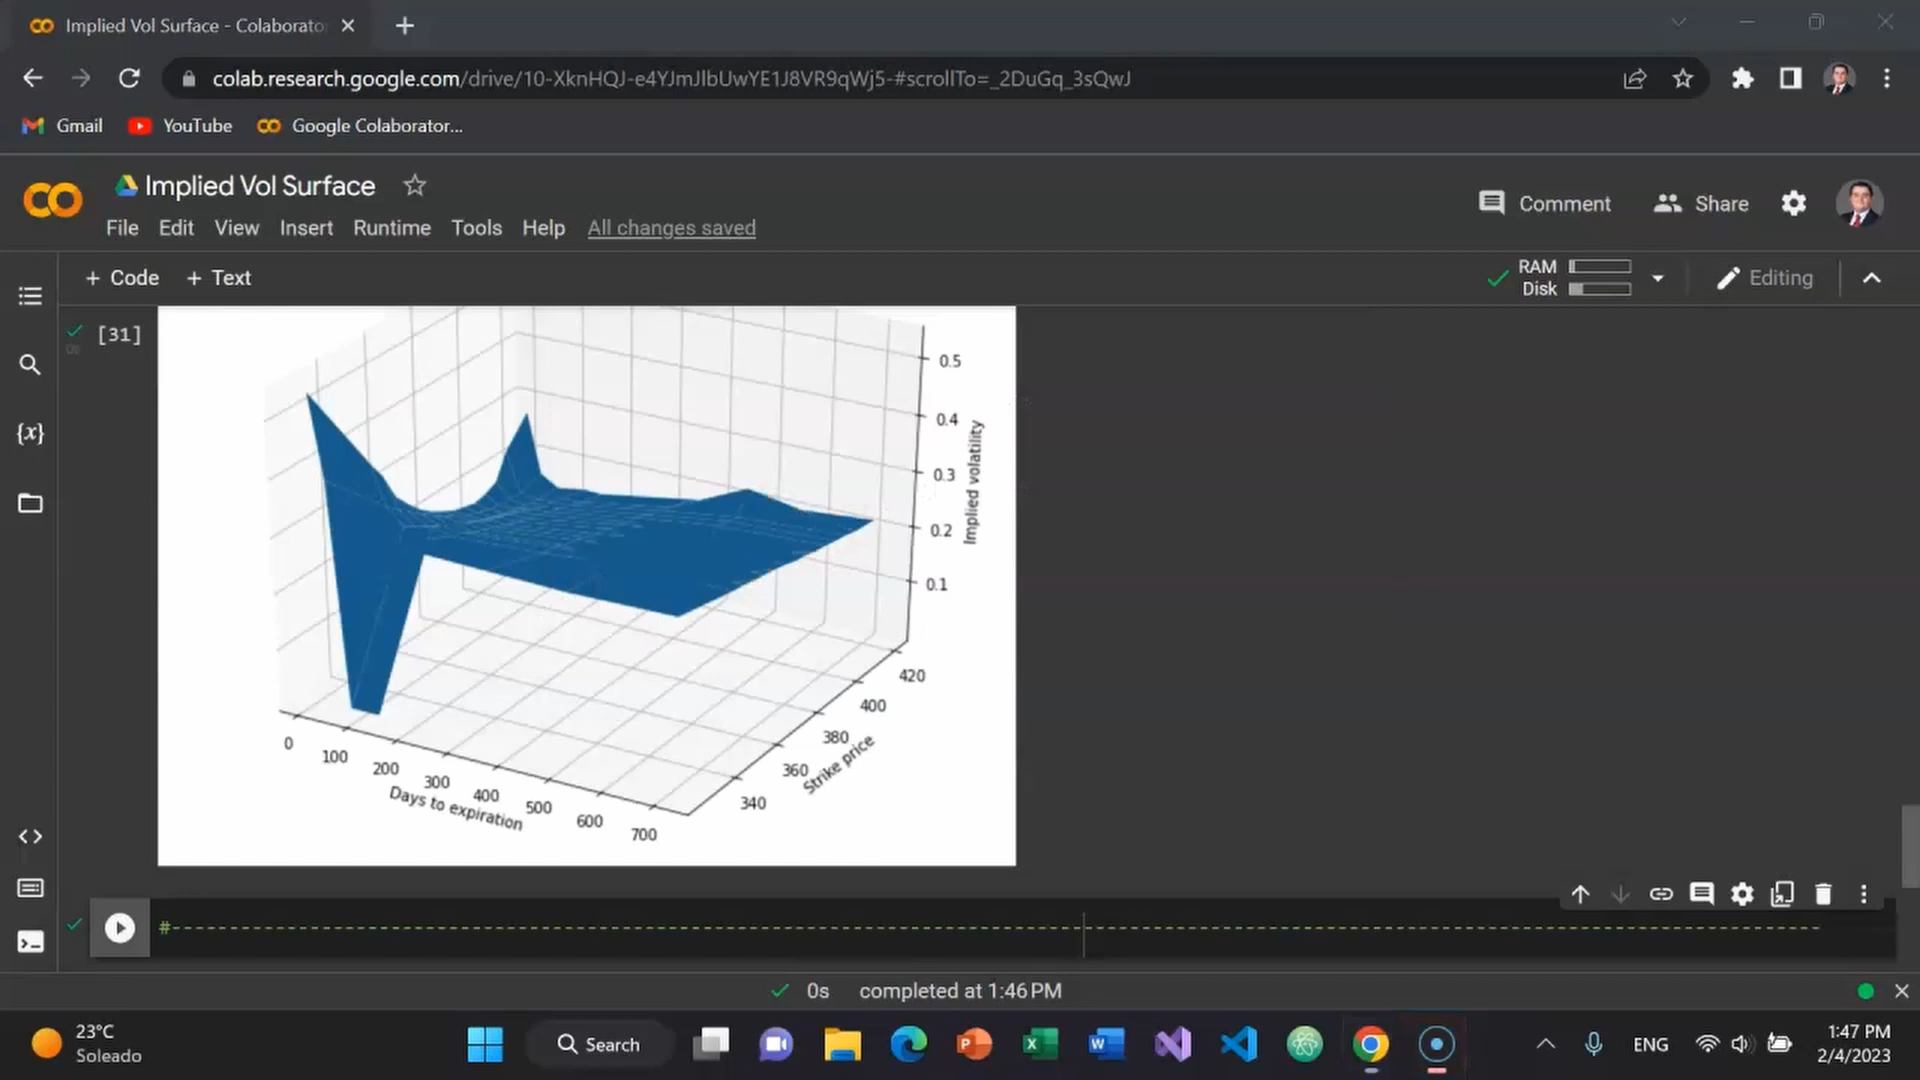 Implied Vol Surface - Colaborato
colab.research.google.com/drive/10-XknHQJ-e4YJmJlbUwYE1J8VR9qWj5-#scrollTo=_2DuGq_3sQwJ
Gmail YouTube Google Colaborator...
Implied Vol Surface
Comment Share
File Edit View Insert Runtime Tools Help All changes saved
+ Code + Text
RAM
Disk
Editing
[31]
0s
{x}
0.5
0.4
0.3
0.2
0.1
Implied volatility
420
400
380
360
340
Strike price
0
100
200
300
400
500
600
700
Days to expiration
#----------------------------------------------------------------------------------------------------------------------------------------
0s completed at 1:46 PM
23°C
Soleado
Search
ENG
1:47 PM
2/4/2023